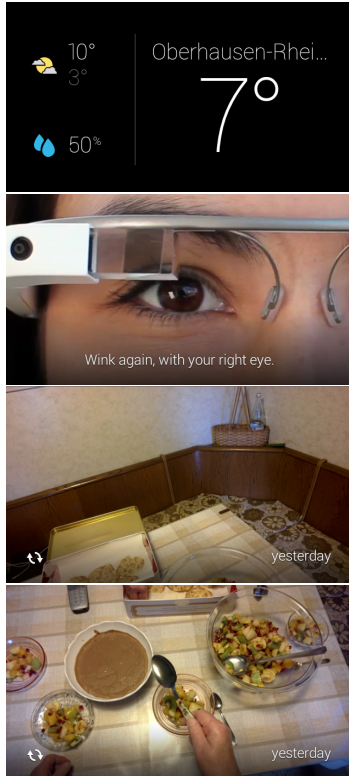 10°
3°
50%
Oberhausen-Rhei...
7°
Wink again, with your right eye.
yesterday
yesterday